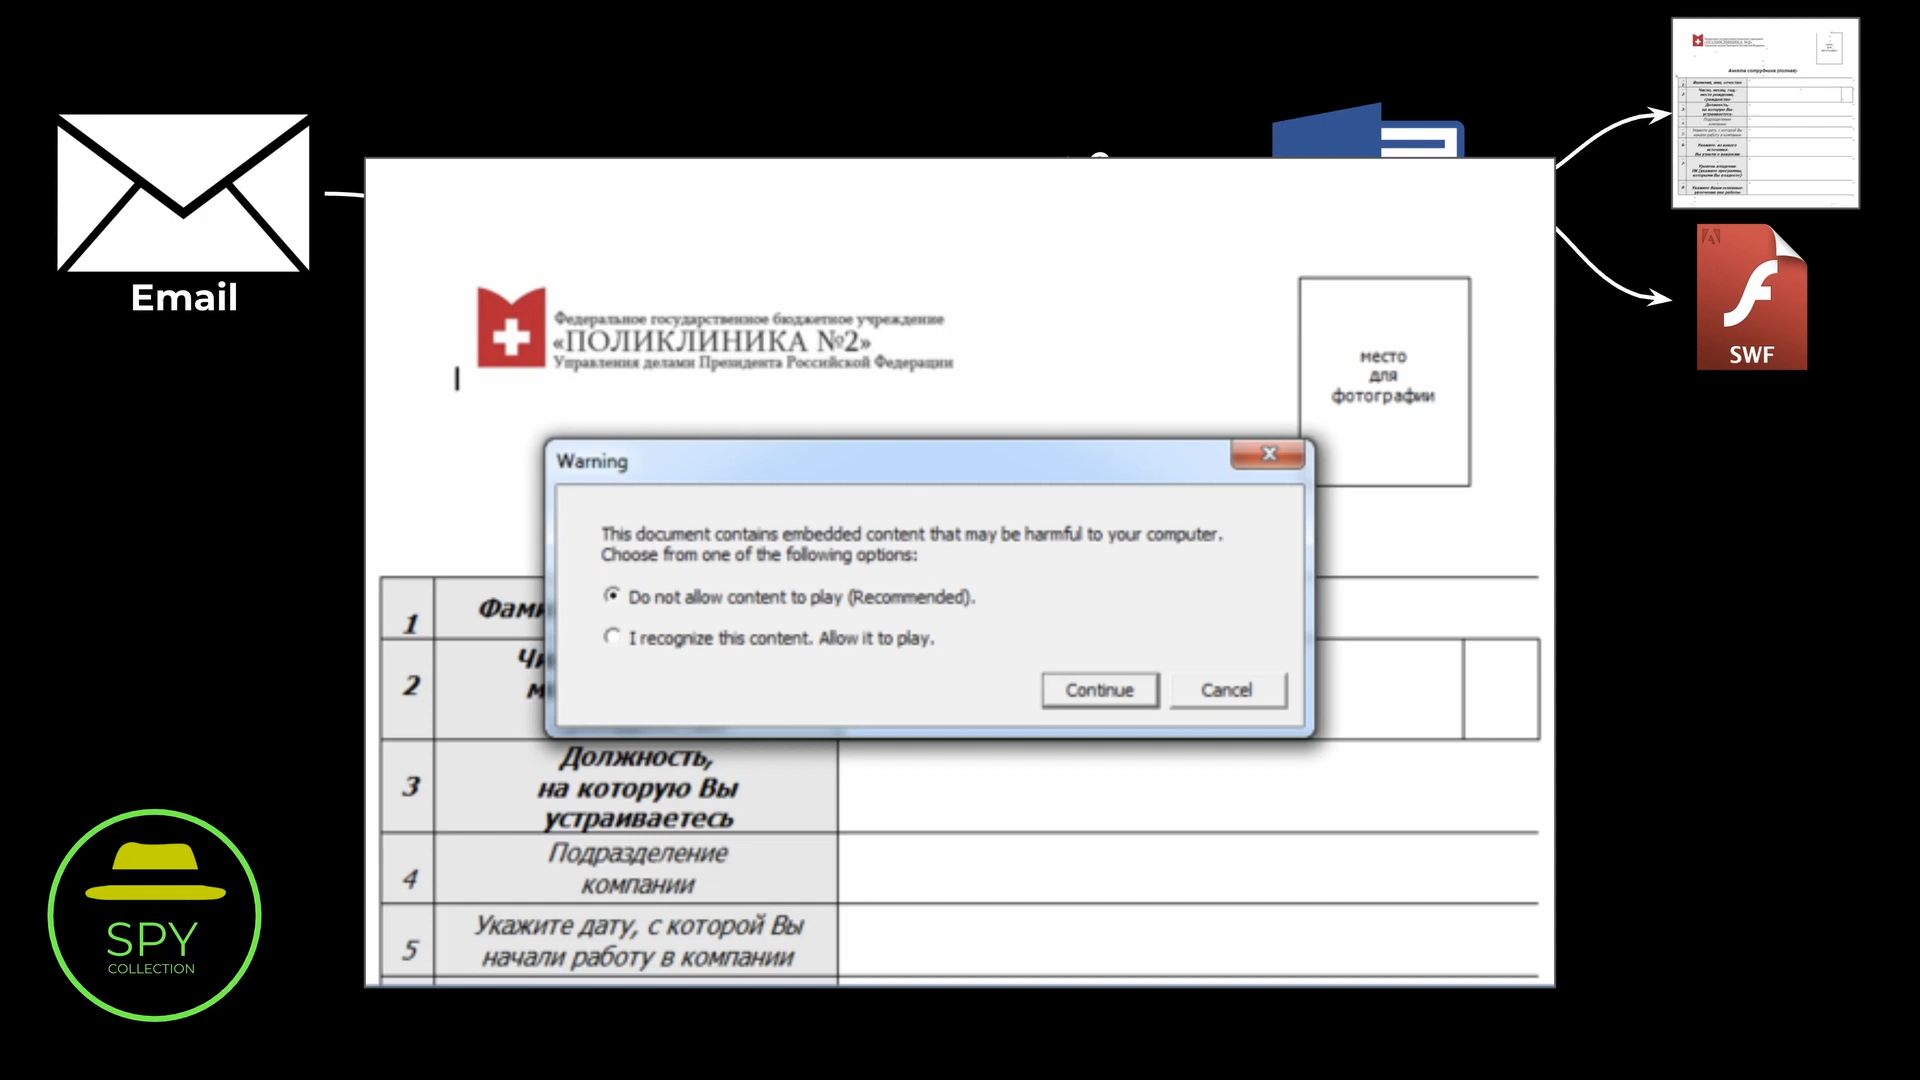 Email
Федеральное государственное бюджетное учреждение
«ПОЛИКЛИНИКА №2»
Управления делами Президента Российской Федерации
место
для
фотографии
Warning
This document contains embedded content that may be harmful to your computer.
Choose from one of the following options:
Do not allow content to play (Recommended).
I recognize this content. Allow it to play.
Continue
Cancel
1
2
3
Должность,
на которую Вы
устраиваетесь
4
Подразделение
компании
5
Укажите дату, с которой Вы
начали работу в компании
Анкета сотрудника (полная)
SWF
SPY
COLLECTION